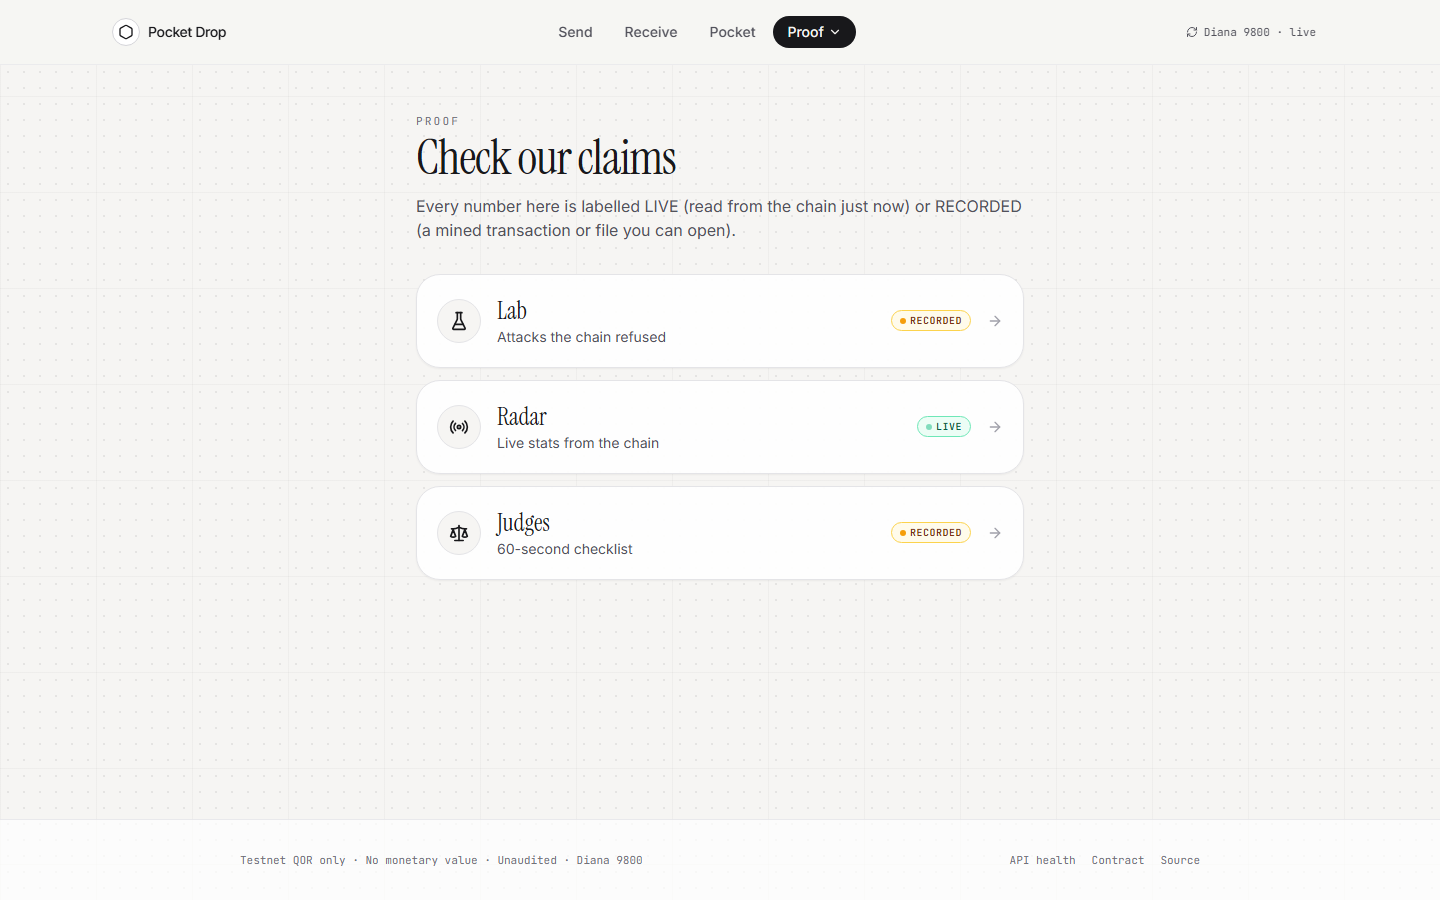 Pocket Drop
Send
Receive
Pocket
Proof
Diana 9800 · live
PROOF
Check our claims
Every number here is labelled LIVE (read from the chain just now) or RECORDED
(a mined transaction or file you can open).
Lab
Attacks the chain refused
RECORDED
Radar
Live stats from the chain
LIVE
Judges
60-second checklist
RECORDED
Testnet QOR only · No monetary value · Unaudited · Diana 9800
API health
Contract
Source